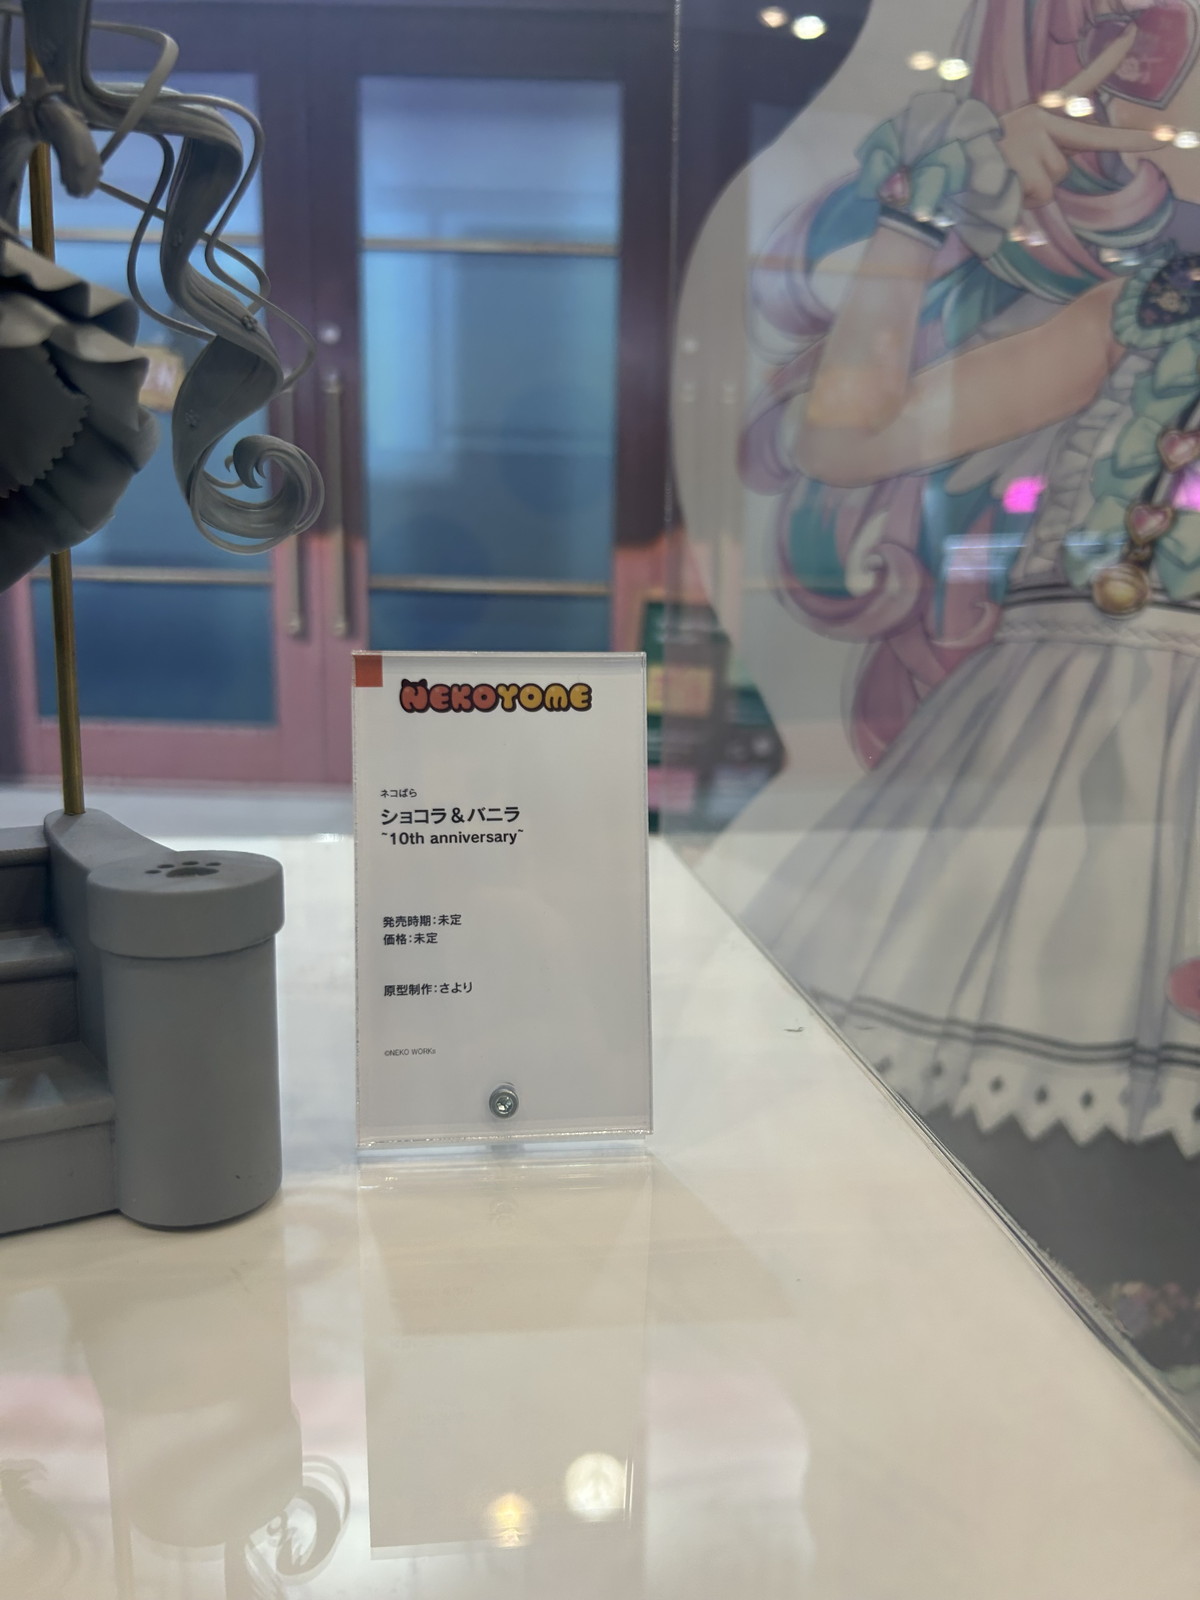 NEKOYOME
ネコぱら
ショコラ＆バニラ
~10th anniversary~
発売時期：未定
価格：未定
原型制作：さより
©NEKO WORKs